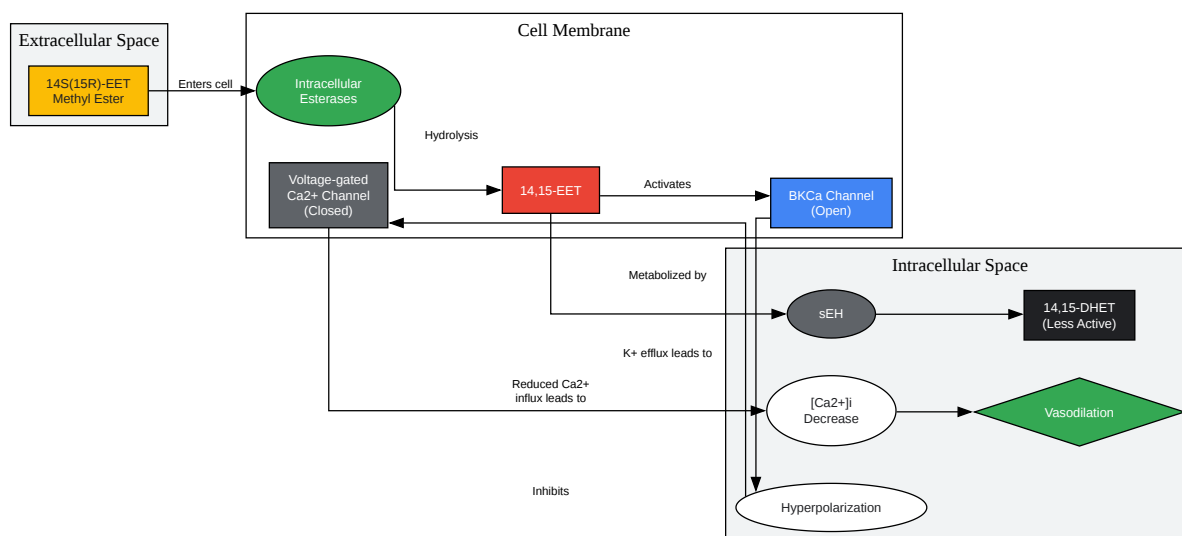 Extracellular Space
14S(15R)-EET
Methyl Ester
Enters cell
Cell Membrane
Intracellular
Esterases
Hydrolysis
Voltage-gated
Ca2+ Channel
(Closed)
14,15-EET
Activates
BKCa Channel
(Open)
Intracellular Space
Metabolized by
sEH
14,15-DHET
(Less Active)
K+ efflux leads to
Reduced Ca2+
influx leads to
[Ca2+]i
Decrease
Vasodilation
Inhibits
Hyperpolarization